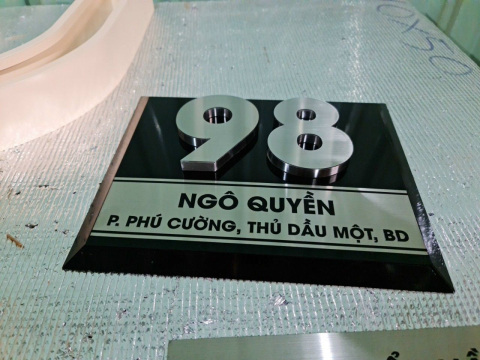 98
NGÔ QUYỀN
P. PHÚ CƯỜNG, THỦ DẦU MỘT, BD